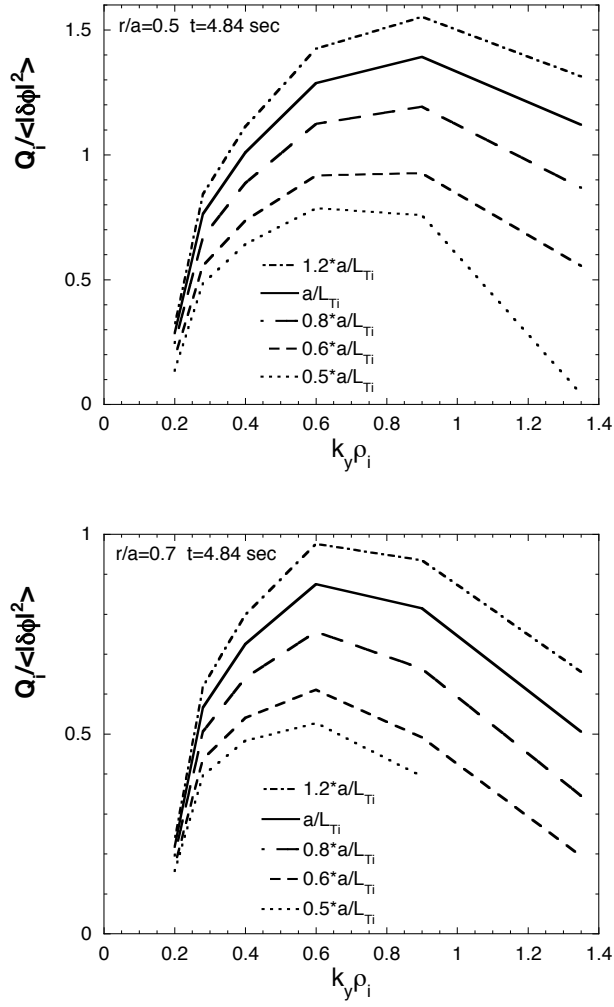 r/a=0.5 t=4.84 sec
1.5
1
0.5
0
Q_i/<|δϕ|^2>
1.2*a/L_Ti
a/L_Ti
0.8*a/L_Ti
0.6*a/L_Ti
0.5*a/L_Ti
0 0.2 0.4 0.6 0.8 1 1.2 1.4
k_yρ_i
r/a=0.7 t=4.84 sec
1
0.5
0
Q_i/<|δϕ|^2>
1.2*a/L_Ti
a/L_Ti
0.8*a/L_Ti
0.6*a/L_Ti
0.5*a/L_Ti
0 0.2 0.4 0.6 0.8 1 1.2 1.4
k_yρ_i